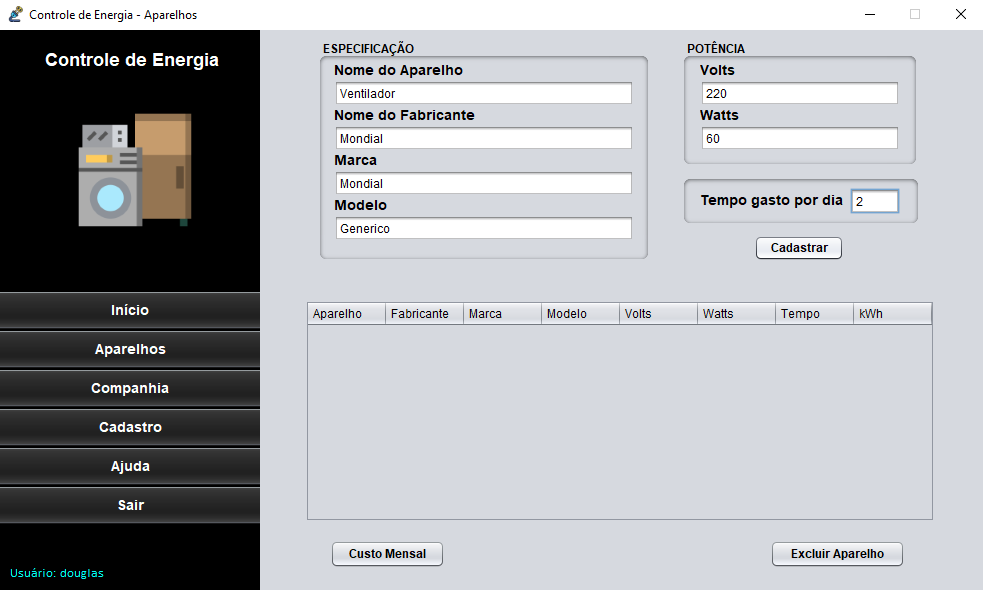 Controle de Energia - Aparelhos
Controle de Energia
Início
Aparelhos
Companhia
Cadastro
Ajuda
Sair
Usuário: douglas
ESPECIFICAÇÃO
Nome do Aparelho
Ventilador
Nome do Fabricante
Mondial
Marca
Mondial
Modelo
Generico
POTÊNCIA
Volts
220
Watts
60
Tempo gasto por dia 2
Cadastrar
Aparelho Fabricante Marca Modelo Volts Watts Tempo kWh
Custo Mensal Excluir Aparelho